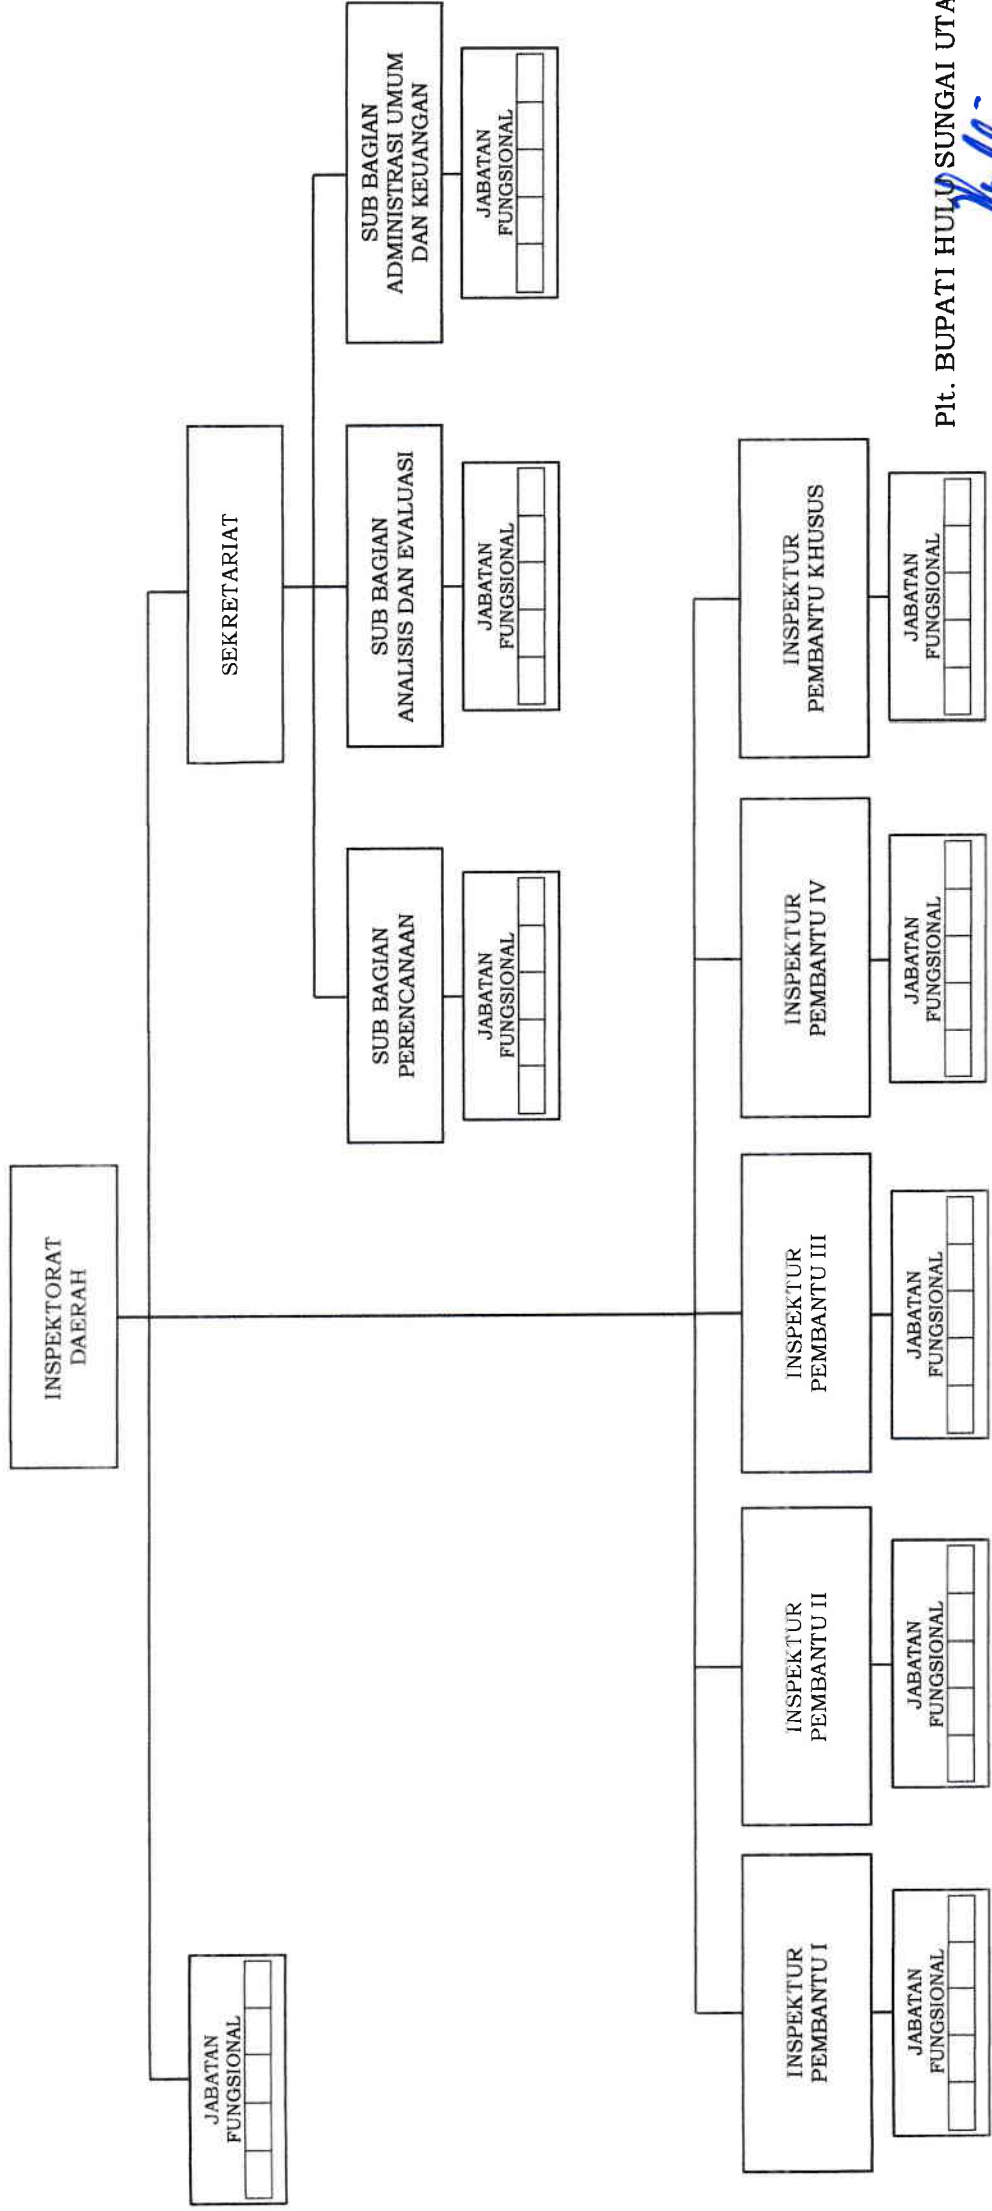 INSPEKTORAT
DAERAH
JABATAN
FUNGSIONAL
SEKRETARIAT
SUB BAGIAN
PERENCANAAN
SUB BAGIAN
ANALISIS DAN EVALUASI
SUB BAGIAN
ADMINISTRASI UMUM
DAN KEUANGAN
JABATAN
FUNGSIONAL
JABATAN
FUNGSIONAL
JABATAN
FUNGSIONAL
INSPEKTUR
PEMBANTU I
INSPEKTUR
PEMBANTU II
INSPEKTUR
PEMBANTU III
INSPEKTUR
PEMBANTU IV
INSPEKTUR
PEMBANTU KHUSUS
JABATAN
FUNGSIONAL
JABATAN
FUNGSIONAL
JABATAN
FUNGSIONAL
JABATAN
FUNGSIONAL
JABATAN
FUNGSIONAL
Plt. BUPATI HULU SUNGAI UTA